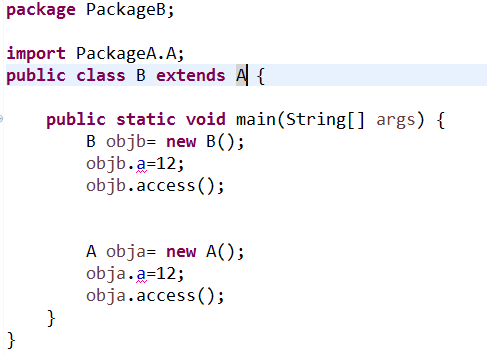 package PackageB;
import PackageA.A;
public class B extends A {
public static void main(String[] args) {
B objb= new B();
objb.a=12;
objb.access();
A obja= new A();
obja.a=12;
obja.access();
}
}